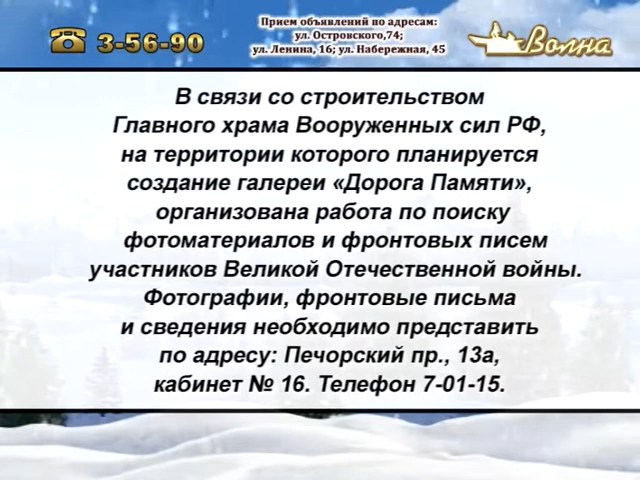 ☎ 3-56-90
Прием объявлений по адресам:
ул. Островского,74;
ул. Ленина, 16; ул. Набережная, 45
Волна
В связи со строительством
Главного храма Вооруженных сил РФ,
на территории которого планируется
создание галереи «Дорога Памяти»,
организована работа по поиску
фотоматериалов и фронтовых писем
участников Великой Отечественной войны.
Фотографии, фронтовые письма
и сведения необходимо представить
по адресу: Печорский пр., 13а,
кабинет № 16. Телефон 7-01-15.